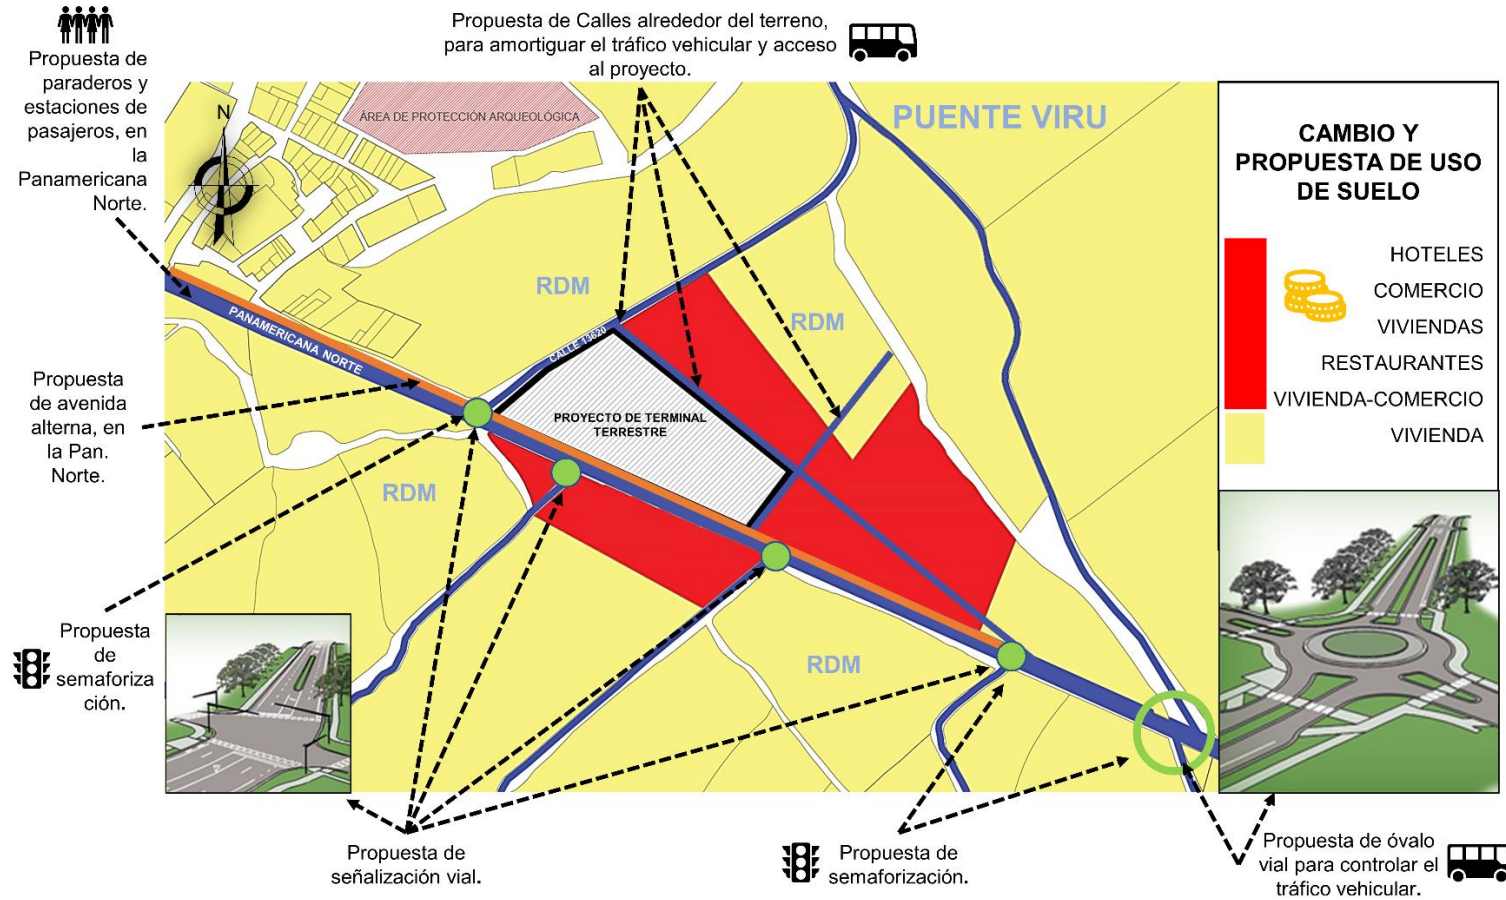 Propuesta de
paraderos y
estaciones de
pasajeros, en
la
Panamericana
Norte.
Propuesta de Calles alrededor del terreno,
para amortiguar el tráfico vehicular y acceso
al proyecto.
N
ÁREA DE PROTECCIÓN ARQUEOLÓGICA
PUENTE VIRU
CAMBIO Y
PROPUESTA DE USO
DE SUELO
HOTELES
COMERCIO
VIVIENDAS
RESTAURANTES
VIVIENDA-COMERCIO
VIVIENDA
RDM
RDM
PANAMERICANA NORTE
CALLE 13620
PROYECTO DE TERMINAL
TERRESTRE
Propuesta
de avenida
alterna, en
la Pan.
Norte.
RDM
RDM
Propuesta
de
semaforiza
ción.
Propuesta de
señalización vial.
Propuesta de
semaforización.
Propuesta de óvalo
vial para controlar el
tráfico vehicular.